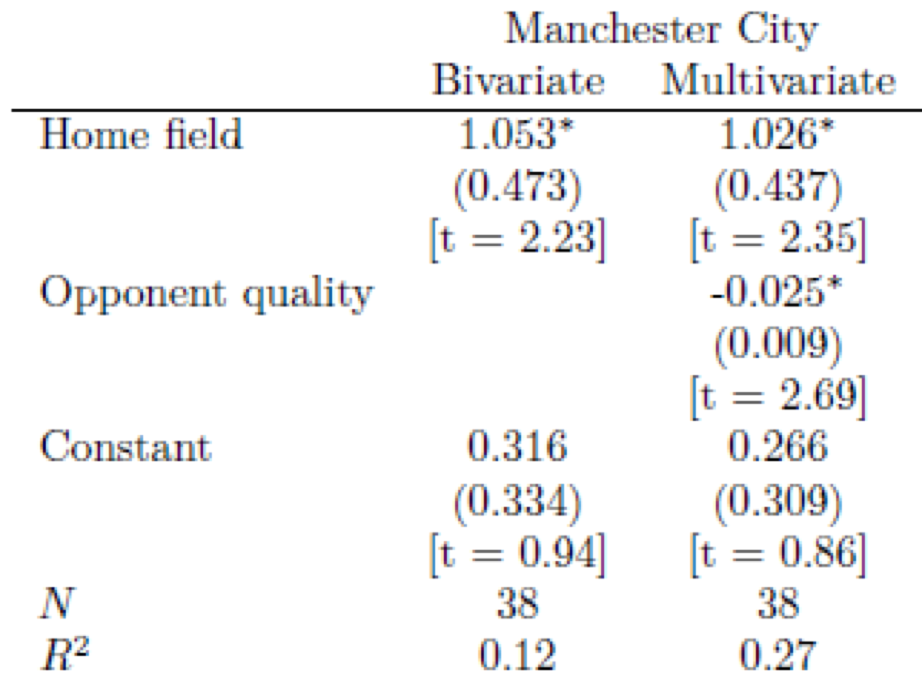 Manchester City
Bivariate Multivariate
Home field 1.053* 1.026*
(0.473) (0.437)
[t = 2.23] [t = 2.35]
Opponent quality -0.025*
(0.009)
[t = 2.69]
Constant 0.316 0.266
(0.334) (0.309)
[t = 0.94] [t = 0.86]
N 38 38
R² 0.12 0.27